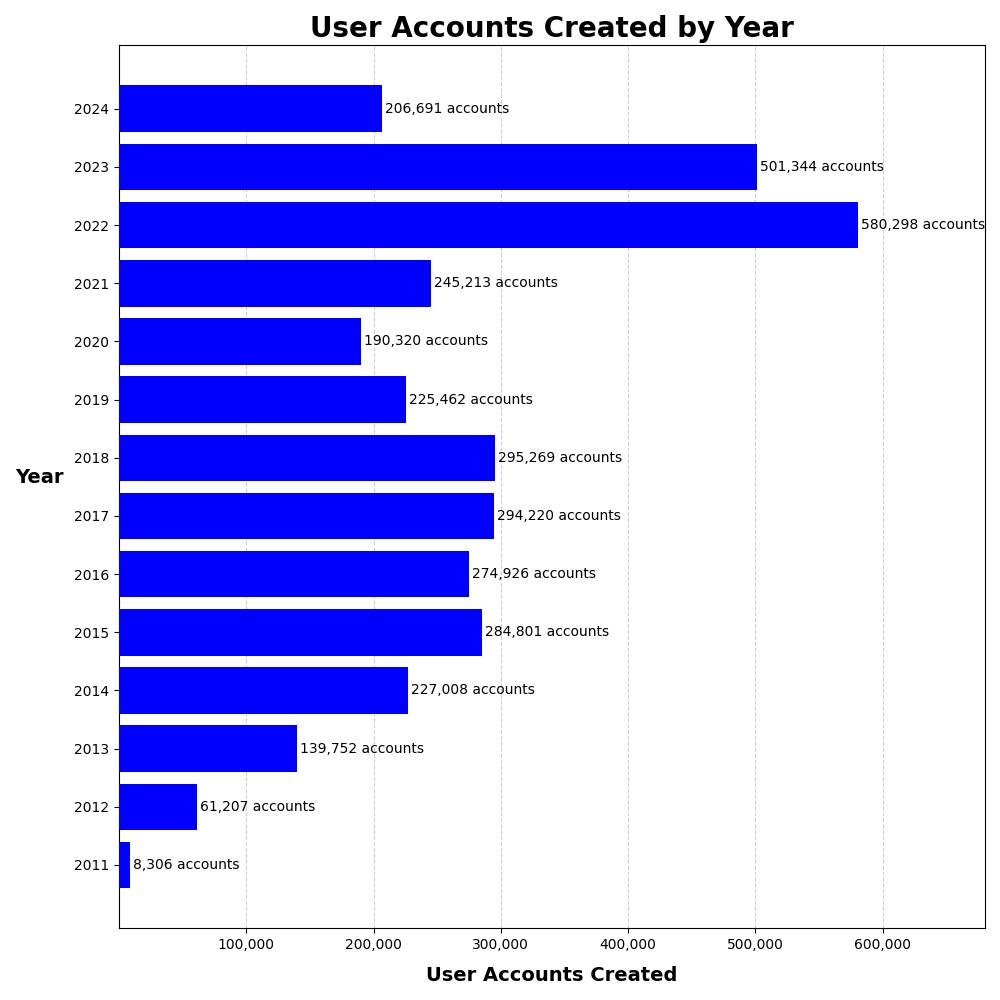 User Accounts Created by Year
2024 206,691 accounts
2023 501,344 accounts
2022 580,298 accounts
2021 245,213 accounts
2020 190,320 accounts
2019 225,462 accounts
2018 295,269 accounts
Year
2017 294,220 accounts
2016 274,926 accounts
2015 284,801 accounts
2014 227,008 accounts
2013 139,752 accounts
2012 61,207 accounts
2011 8,306 accounts
100,000 200,000 300,000 400,000 500,000 600,000
User Accounts Created